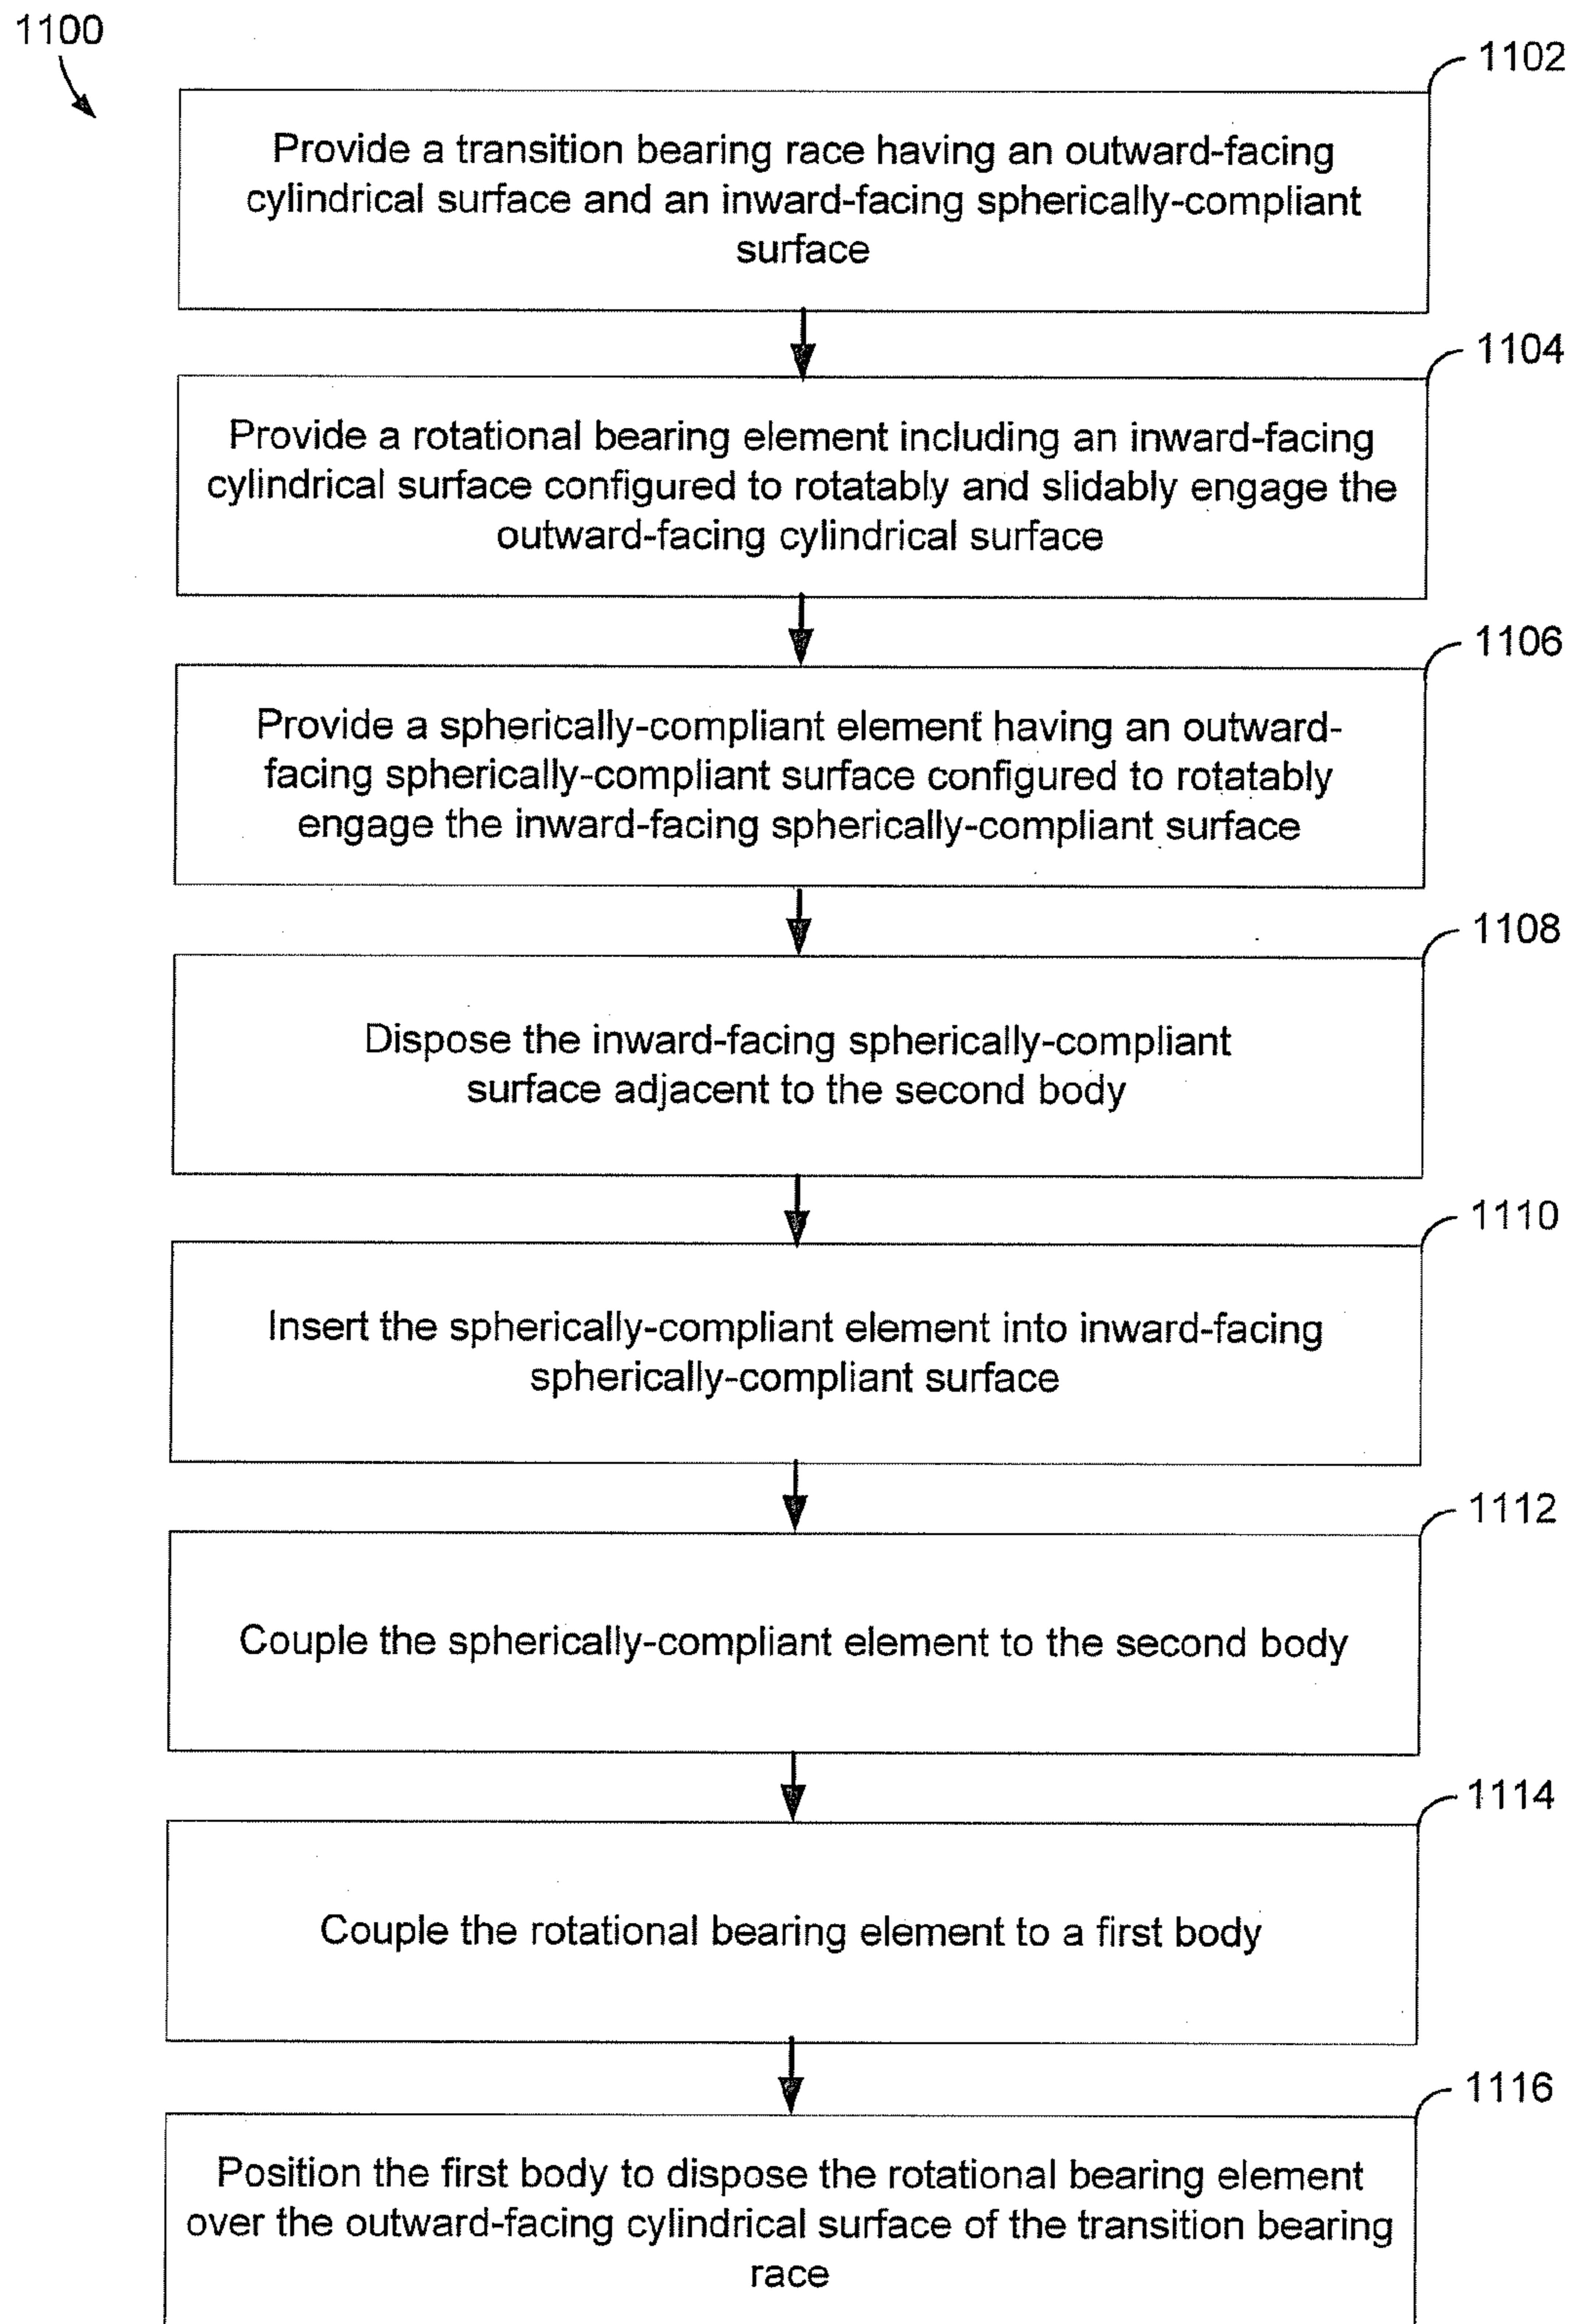 1100
1102
Provide a transition bearing race having an outward-facing
cylindrical surface and an inward-facing spherically-compliant
surface
1104
Provide a rotational bearing element including an inward-facing
cylindrical surface configured to rotatably and slidably engage the
outward-facing cylindrical surface
1106
Provide a spherically-compliant element having an outward-
facing spherically-compliant surface configured to rotatably
engage the inward-facing spherically-compliant surface
1108
Dispose the inward-facing spherically-compliant
surface adjacent to the second body
1110
Insert the spherically-compliant element into inward-facing
spherically-compliant surface
1112
Couple the spherically-compliant element to the second body
1114
Couple the rotational bearing element to a first body
1116
Position the first body to dispose the rotational bearing element
over the outward-facing cylindrical surface of the transition bearing
race